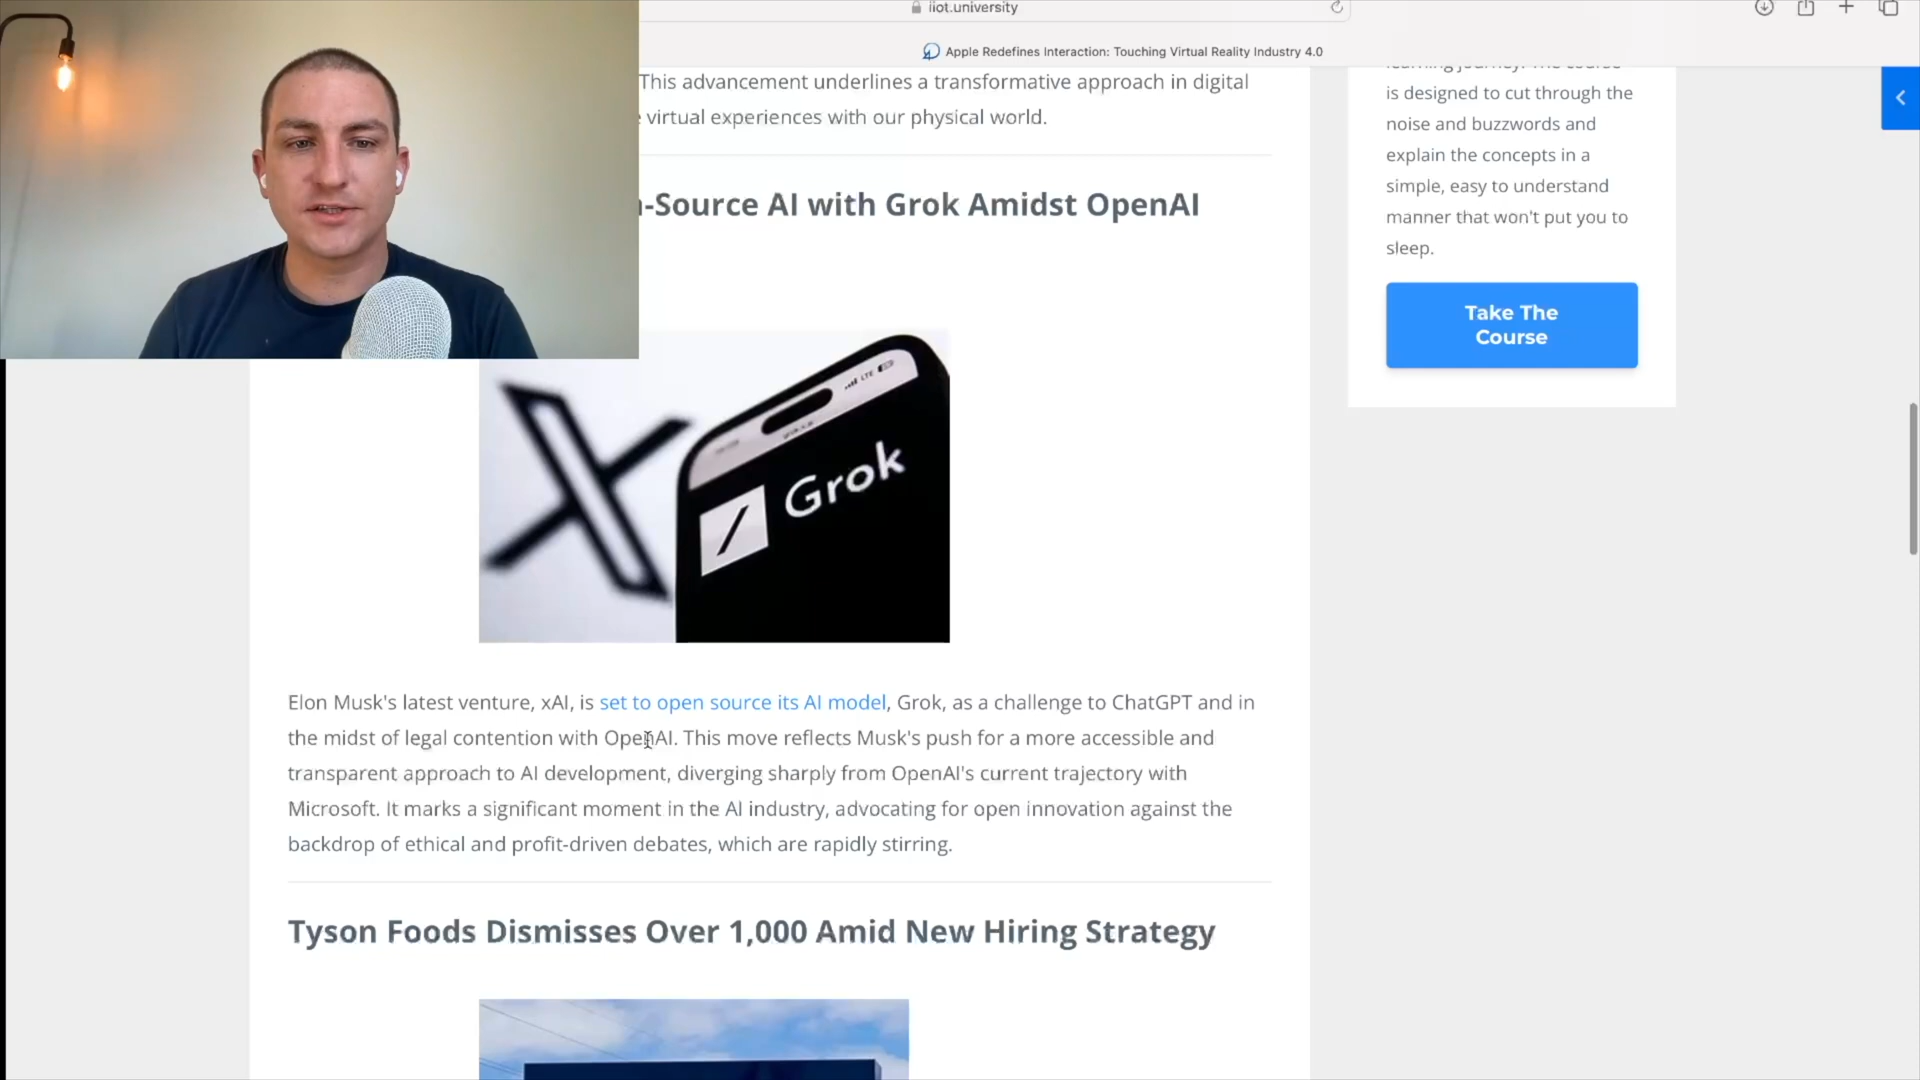 iiot.university
Apple Redefines Interaction: Touching Virtual Reality Industry 4.0
This advancement underlines a transformative approach in digital
virtual experiences with our physical world.
-Source AI with Grok Amidst OpenAI
LTE
Grok
Elon Musk's latest venture, xAI, is set to open source its AI model, Grok, as a challenge to ChatGPT and in
the midst of legal contention with OpenAI. This move reflects Musk's push for a more accessible and
transparent approach to AI development, diverging sharply from OpenAI's current trajectory with
Microsoft. It marks a significant moment in the AI industry, advocating for open innovation against the
backdrop of ethical and profit-driven debates, which are rapidly stirring.
Tyson Foods Dismisses Over 1,000 Amid New Hiring Strategy
learning journey. The course
is designed to cut through the
noise and buzzwords and
explain the concepts in a
simple, easy to understand
manner that won't put you to
sleep.
Take The
Course